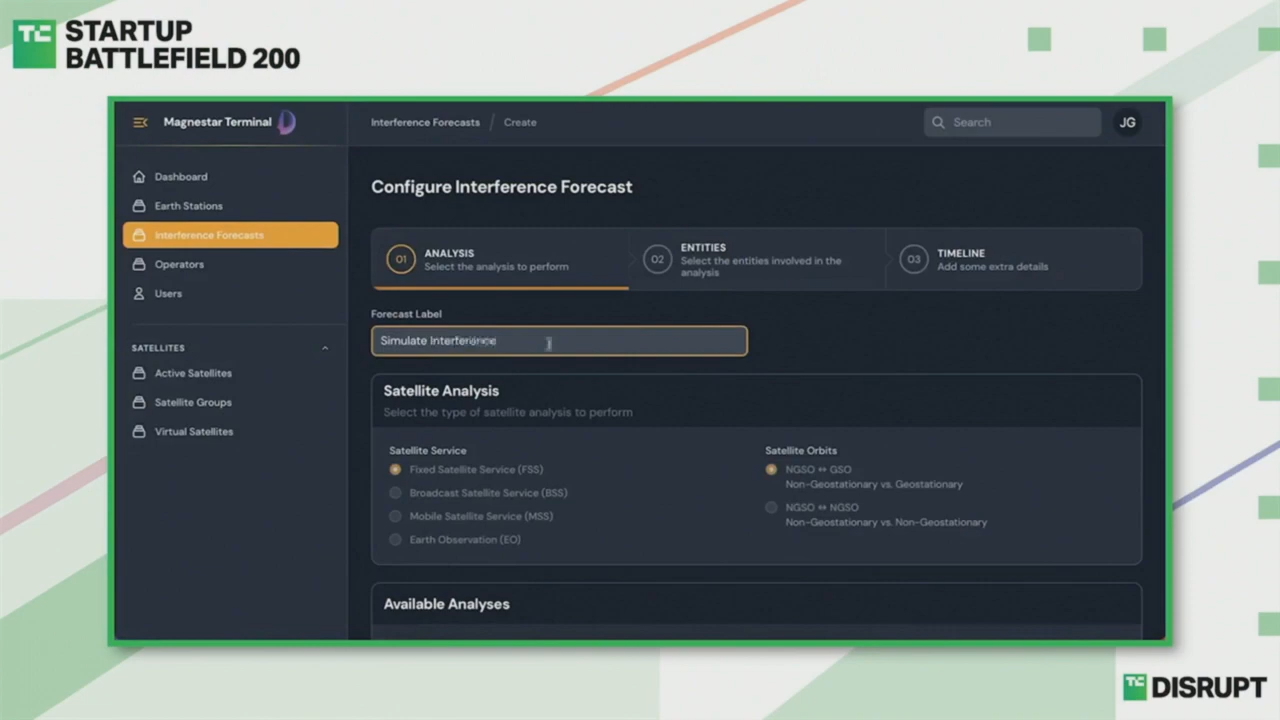 TC STARTUP
BATTLEFIELD 200
Magnestar Terminal
Interference Forecasts / Create
Search
JG
Dashboard
Earth Stations
Interference Forecasts
Operators
Users
SATELLITES
Active Satellites
Satellite Groups
Virtual Satellites
Configure Interference Forecast
01
ANALYSIS
Select the analysis to perform
02
ENTITIES
Select the entities involved in the
analysis
03
TIMELINE
Add some extra details
Forecast Label
Simulate Interference
Satellite Analysis
Select the type of satellite analysis to perform
Satellite Service
Fixed Satellite Service (FSS)
Broadcast Satellite Service (BSS)
Mobile Satellite Service (MSS)
Earth Observation (EO)
Satellite Orbits
NGSO ⇔ GSO
Non-Geostationary vs. Geostationary
NGSO ⇔ NGSO
Non-Geostationary vs. Non-Geostationary
Available Analyses
TC DISRUPT